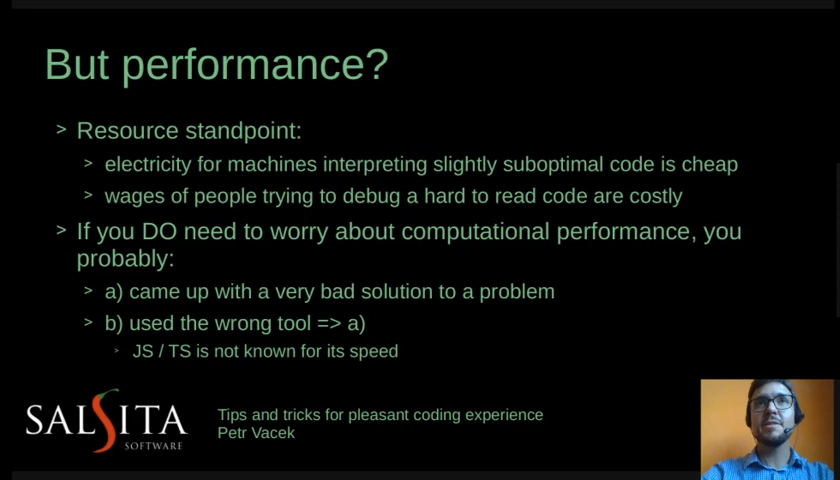 But performance?
> Resource standpoint:
> electricity for machines interpreting slightly suboptimal code is cheap
> wages of people trying to debug a hard to read code are costly
> If you DO need to worry about computational performance, you
probably:
> a) came up with a very bad solution to a problem
> b) used the wrong tool => a)
> JS / TS is not known for its speed
SALSITA
SOFTWARE
Tips and tricks for pleasant coding experience
Petr Vacek